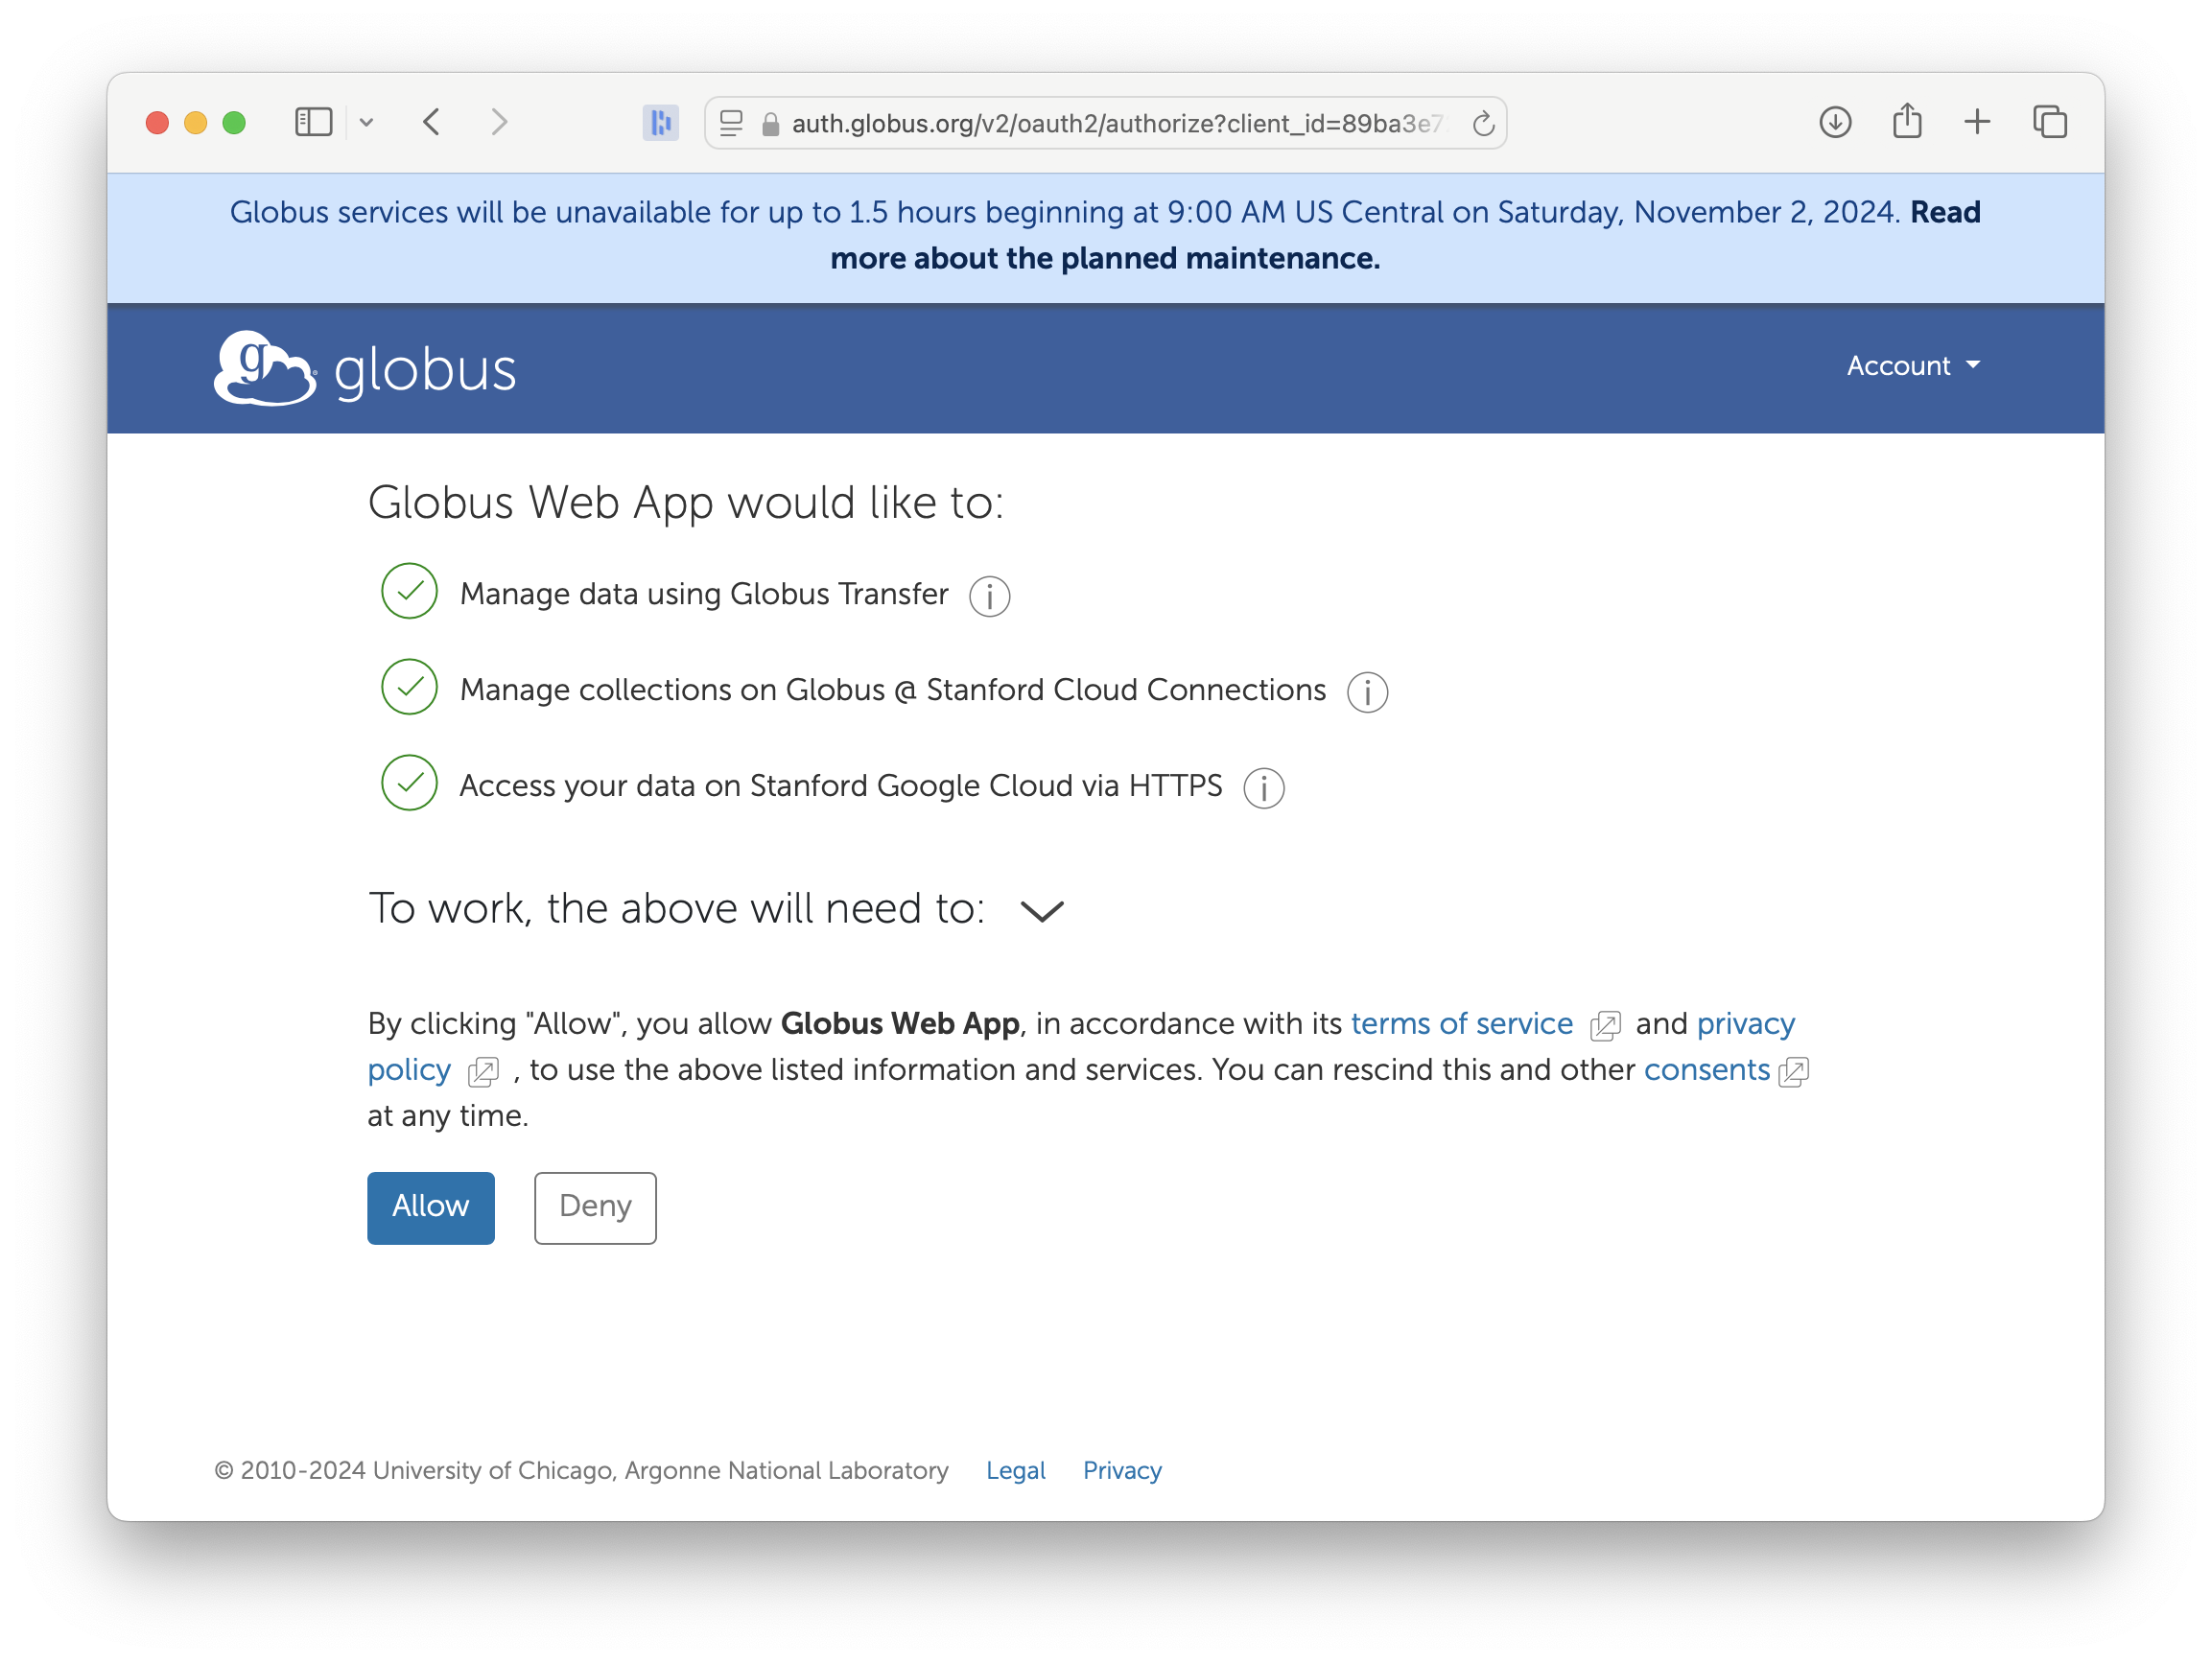 auth.globus.org/v2/oauth2/authorize?client_id=89ba3e7
Globus services will be unavailable for up to 1.5 hours beginning at 9:00 AM US Central on Saturday, November 2, 2024. Read
more about the planned maintenance.
g globus
Account
Globus Web App would like to:
Manage data using Globus Transfer
Manage collections on Globus @ Stanford Cloud Connections
Access your data on Stanford Google Cloud via HTTPS
To work, the above will need to:
By clicking "Allow", you allow Globus Web App, in accordance with its terms of service and privacy
policy , to use the above listed information and services. You can rescind this and other consents
at any time.
Allow Deny
© 2010-2024 University of Chicago, Argonne National Laboratory Legal Privacy